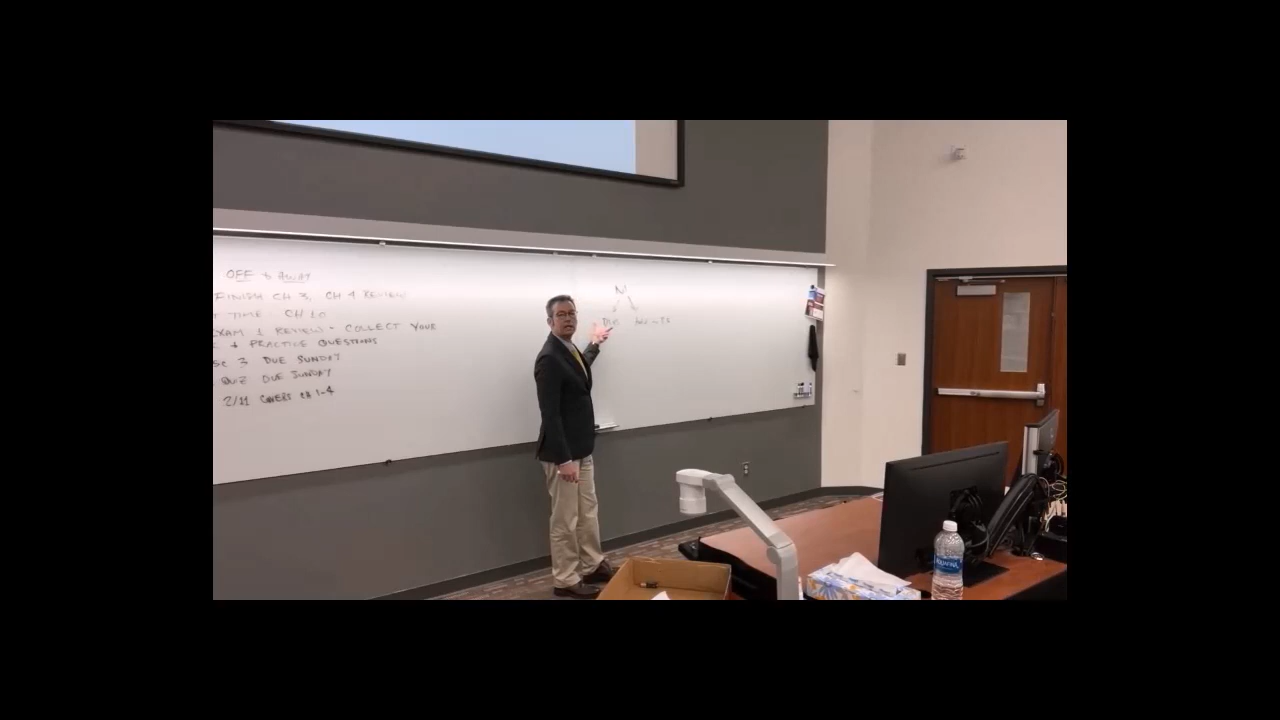 OFF & AWAY
FINISH CH 3, CH 4 REVIEW
T TIME: CH 10
EXAM 1 REVIEW - COLLECT YOUR
& PRACTICE QUESTIONS
3 DUE SUNDAY
QUIZ DUE SUNDAY
2/11 COVERS CH 1-4
N
AQUAFINA